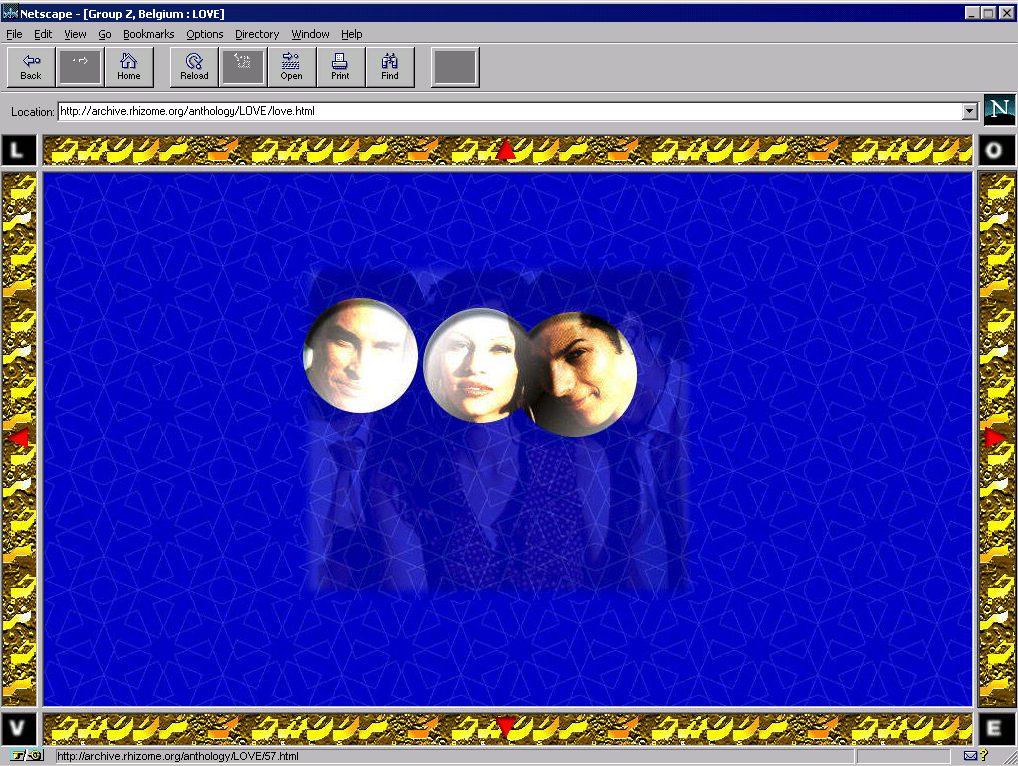 Netscape - [Group Z, Belgium : LOVE]
File Edit View Go Bookmarks Options Directory Window Help
Back Home Reload Open Print Find
Location: http://archive.rhizome.org/anthology/LOVE/love.html N
L O
V E
http://archive.rhizome.org/anthology/LOVE/57.html